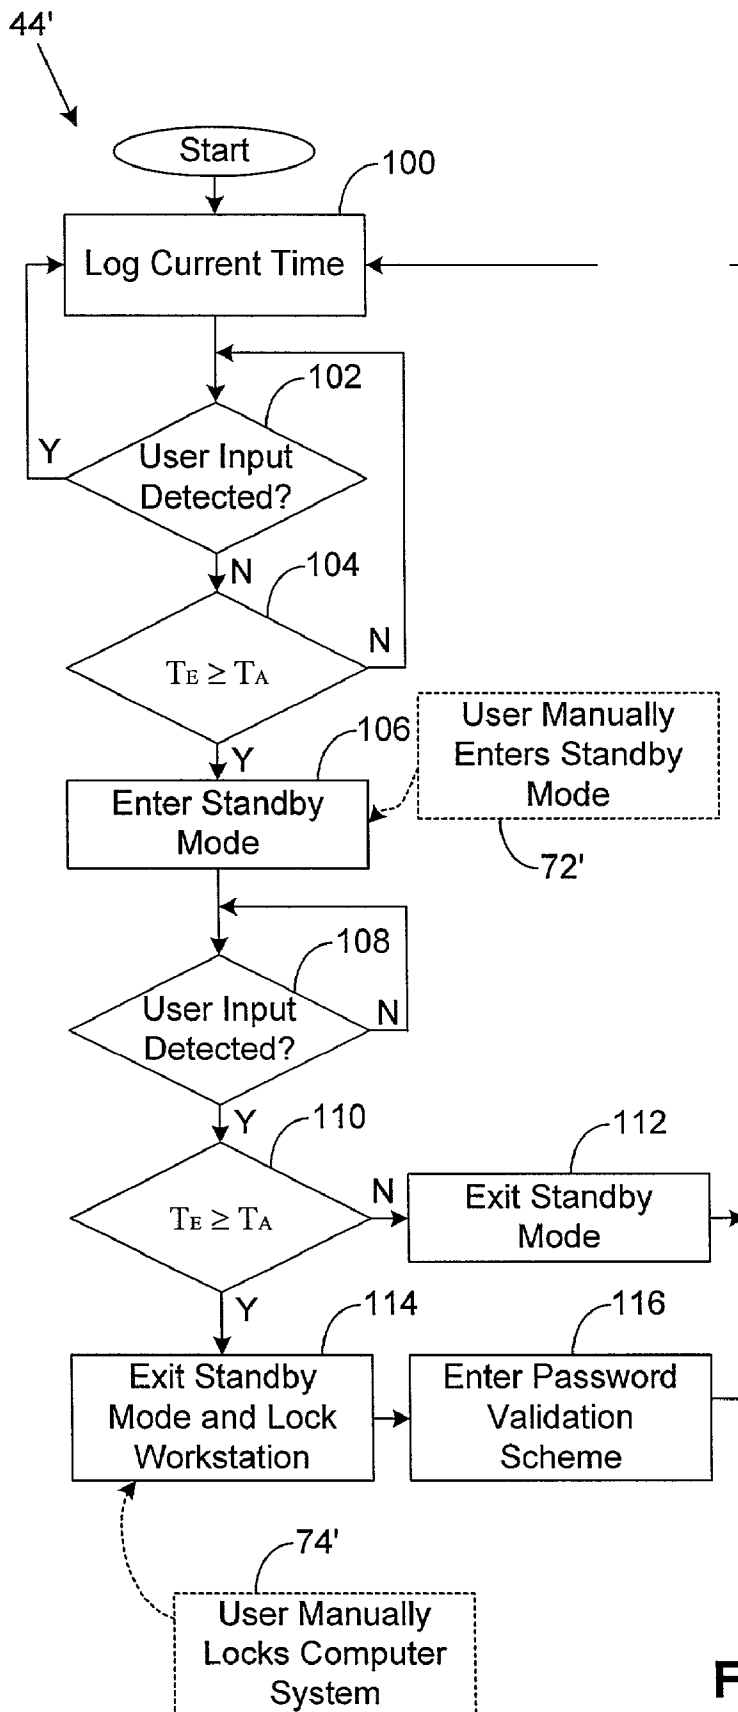 44'
Start
100
Log Current Time
102
Y
User Input
Detected?
N
104
N
TE ≥ TA
Y
106
User Manually
Enters Standby
Mode
Enter Standby
Mode
72'
108
User Input
Detected?
N
Y
110
112
TE ≥ TA
N
Exit Standby
Mode
Y
114
116
Exit Standby
Mode and Lock
Workstation
Enter Password
Validation
Scheme
74'
User Manually
Locks Computer
System
F